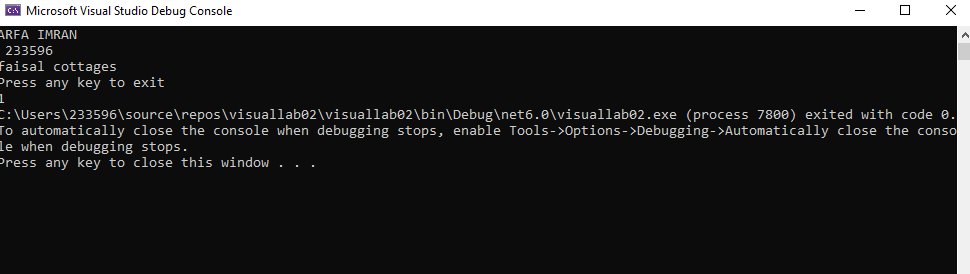 Microsoft Visual Studio Debug Console
ARFA IMRAN
233596
faisal cottages
Press any key to exit
1
C:\Users\233596\source\repos\visuallab02\visuallab02\bin\Debug\net6.0\visuallab02.exe (process 7800) exited with code 0.
To automatically close the console when debugging stops, enable Tools->Options->Debugging->Automatically close the conso
le when debugging stops.
Press any key to close this window . . .